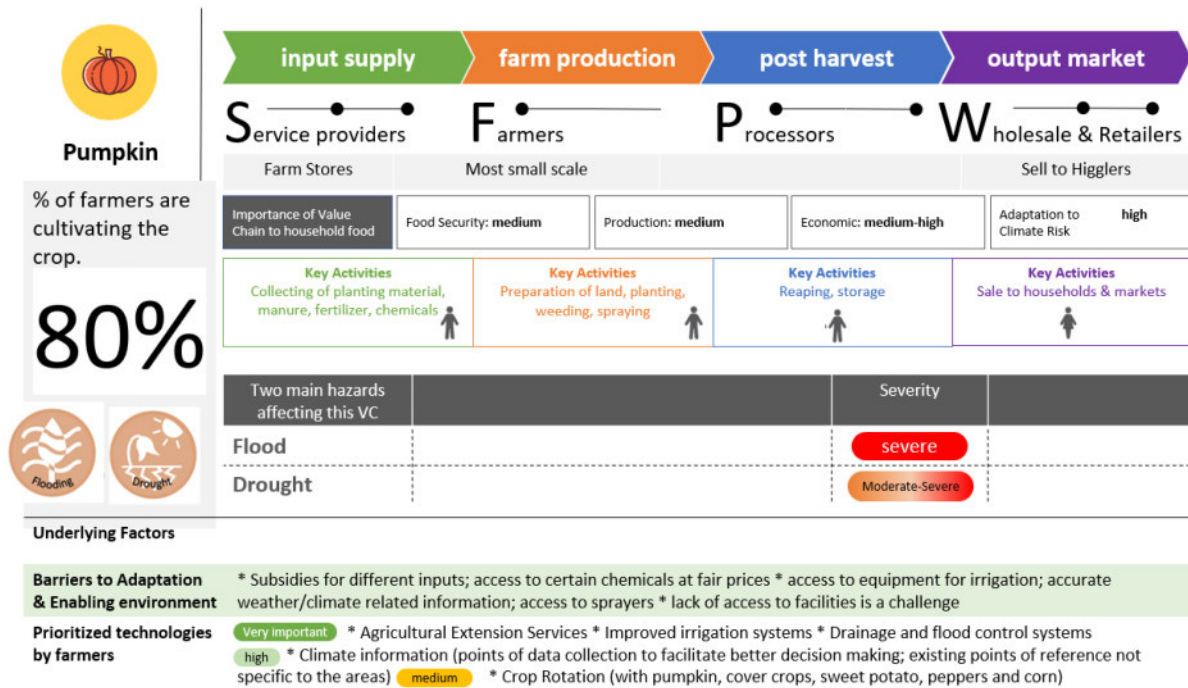 input supply
farm production
post harvest
output market
Pumpkin
Service providers
Farmers
Processors
Wholesale & Retailers
Farm Stores
Most small scale
Sell to Higglers
% of farmers are
cultivating the
crop.
80%
Importance of Value
Chain to household food
Food Security: medium
Production: medium
Economic: medium-high
Adaptation to
Climate Risk
high
Key Activities
Collecting of planting material,
manure, fertilizer, chemicals
Key Activities
Preparation of land, planting,
weeding, spraying
Key Activities
Reaping, storage
Key Activities
Sale to households & markets
Two main hazards
affecting this VC
Severity
Flooding
Drought
Flood
severe
Drought
Moderate-Severe
Underlying Factors
Barriers to Adaptation
& Enabling environment
* Subsidies for different inputs; access to certain chemicals at fair prices * access to equipment for irrigation; accurate
weather/climate related information; access to sprayers * lack of access to facilities is a challenge
Prioritized technologies
by farmers
Very important * Agricultural Extension Services * Improved irrigation systems * Drainage and flood control systems
high * Climate information (points of data collection to facilitate better decision making; existing points of reference not
specific to the areas) medium * Crop Rotation (with pumpkin, cover crops, sweet potato, peppers and corn)